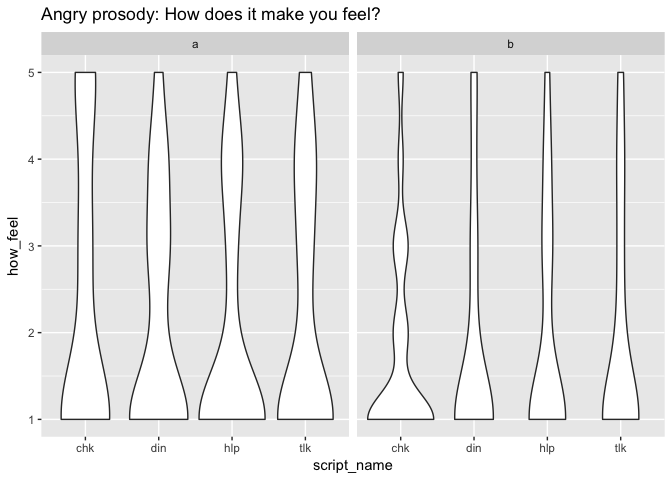 Angry prosody: How does it make you feel?
a b
5
4
3
2
1
how_feel
chk din hlp tlk chk din hlp tlk
script_name